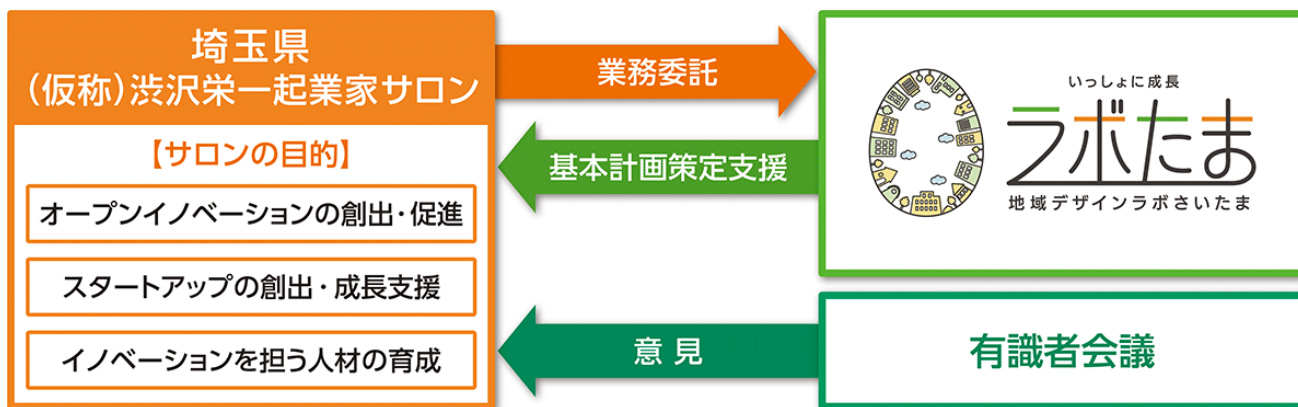 埼玉県
(仮称)渋沢栄一起業家サロン
【サロンの目的】
オープンイノベーションの創出・促進
スタートアップの創出・成長支援
イノベーションを担う人材の育成
業務委託
基本計画策定支援
意見
いっしょに成長
ラボたま
地域デザインラボさいたま
有識者会議